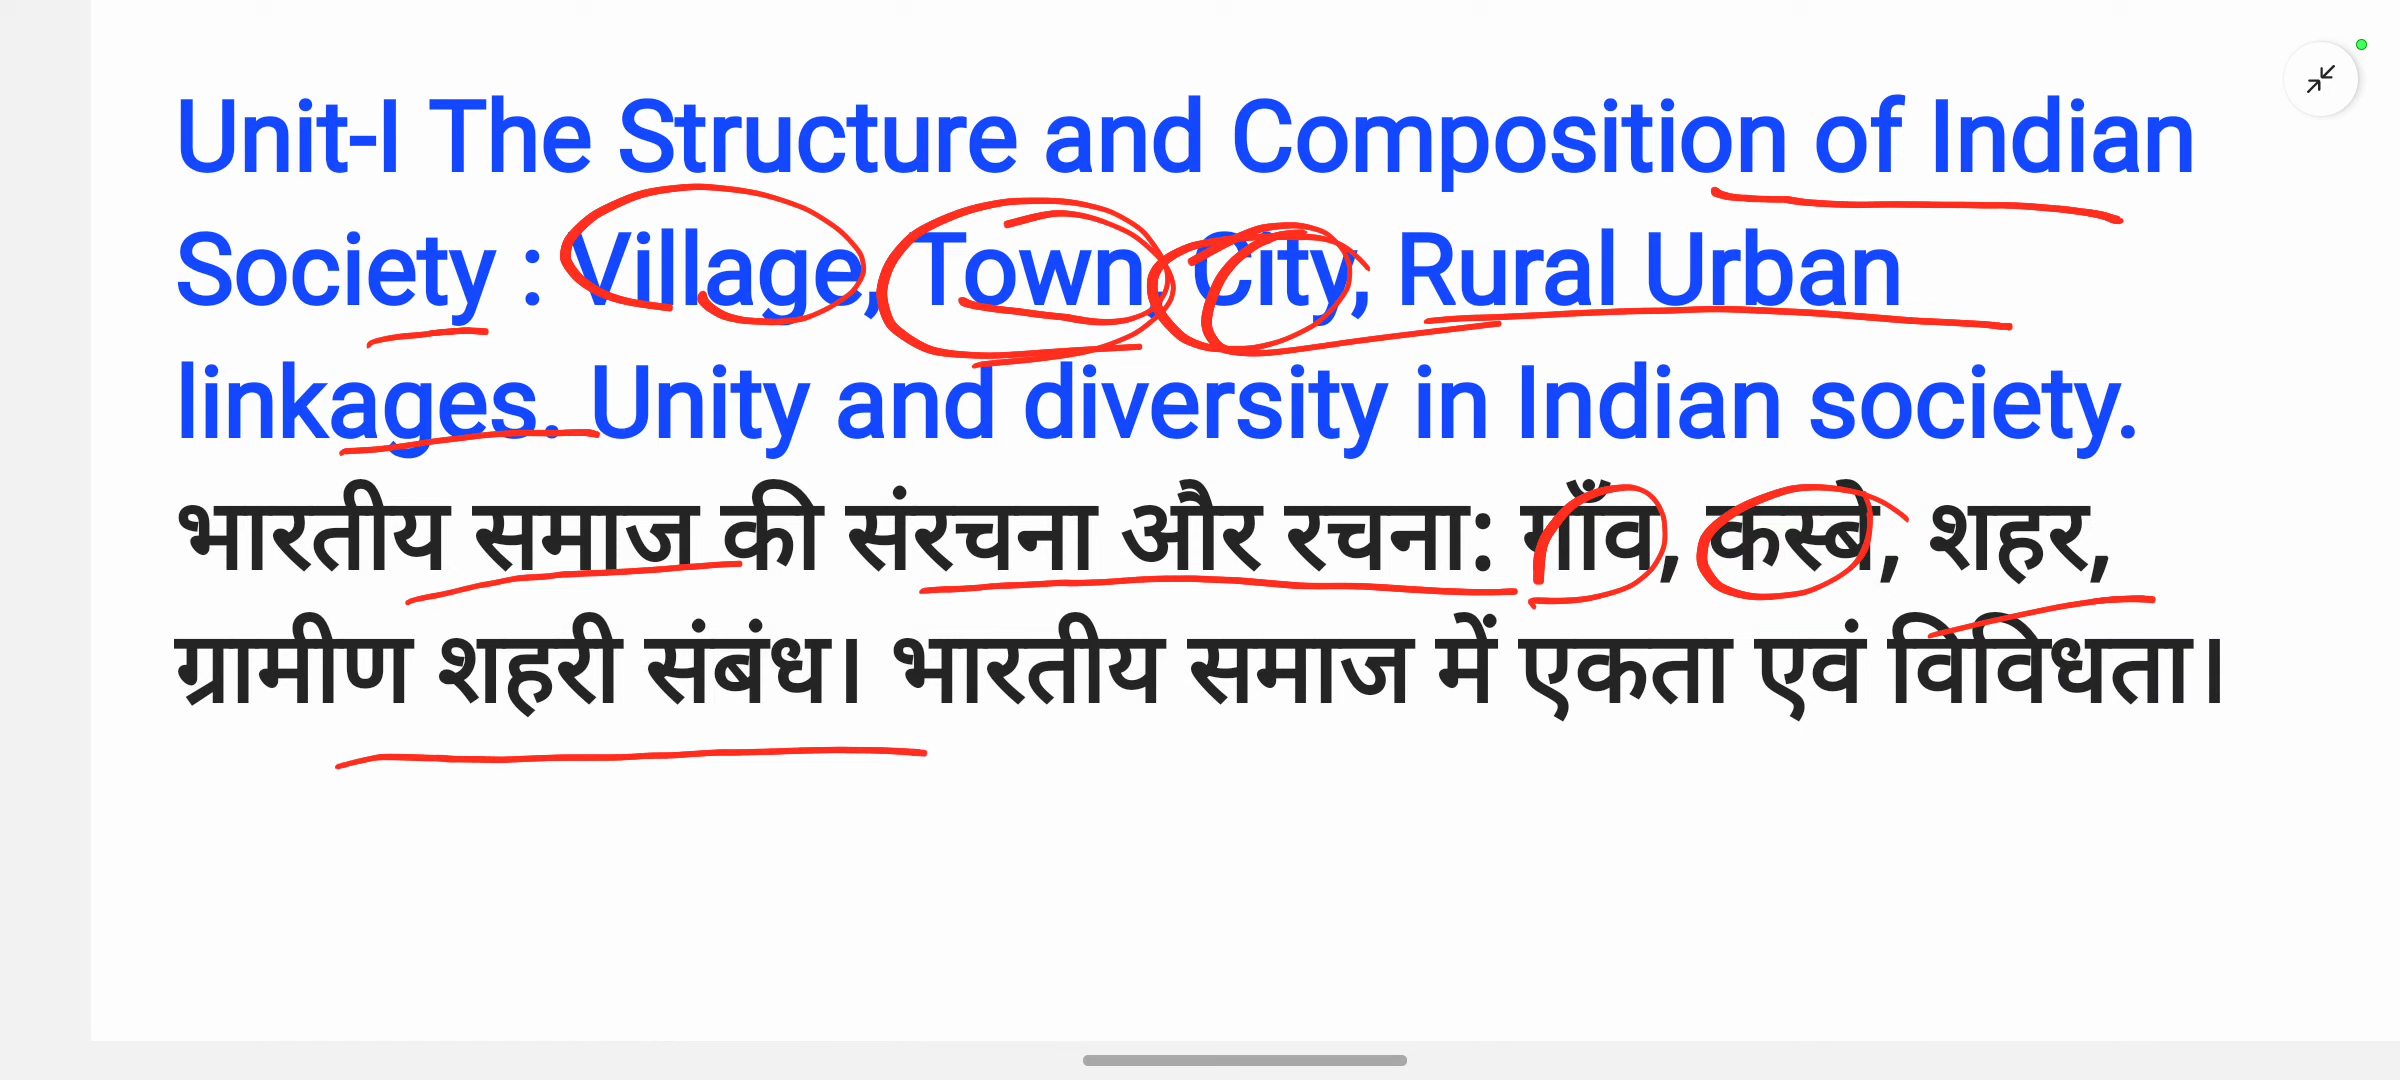 Unit-I The Structure and Composition of Indian
Society : Village, Town, City, Rural Urban
linkages. Unity and diversity in Indian society.
भारतीय समाज की संरचना और रचना: गाँव, कस्बे, शहर,
ग्रामीण शहरी संबंध। भारतीय समाज में एकता एवं विविधता।